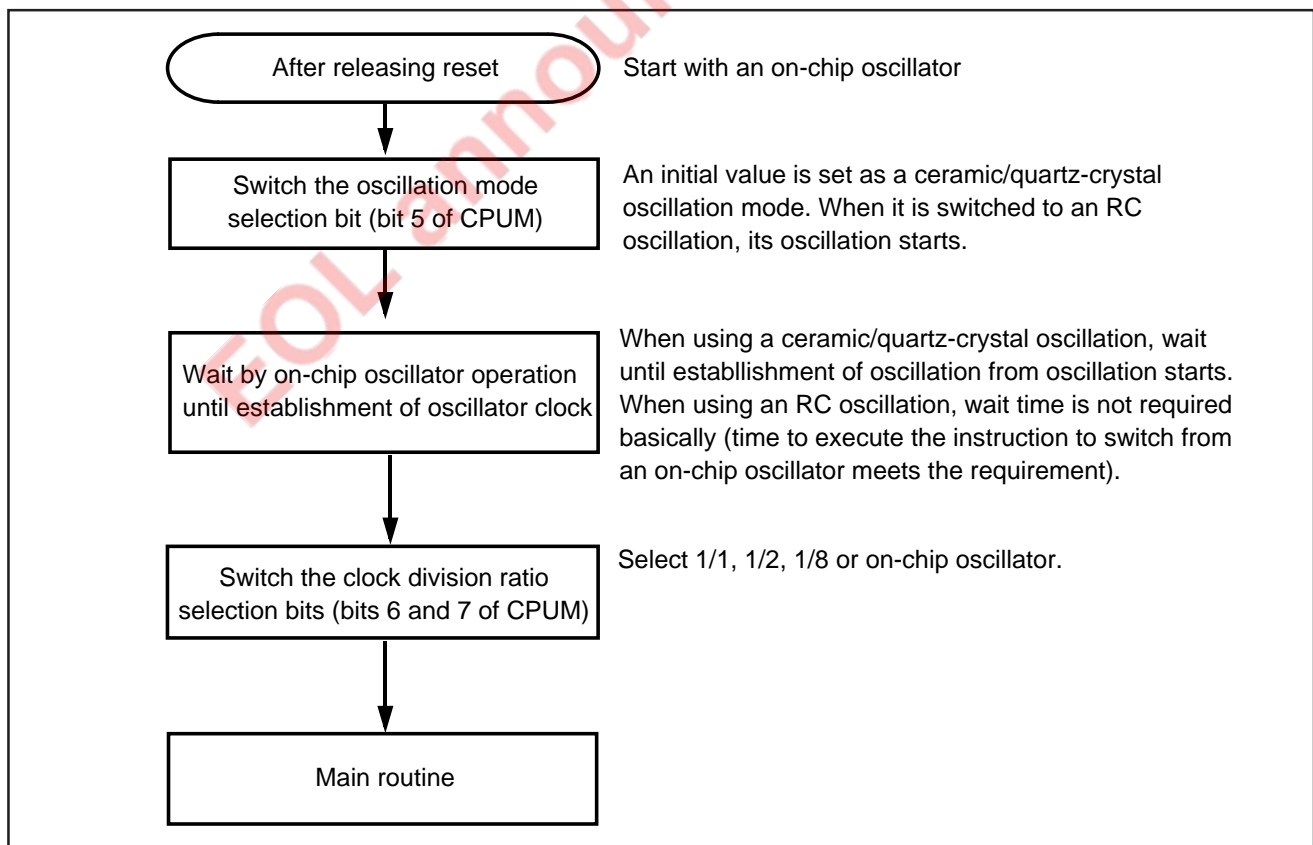 After releasing reset
Start with an on-chip oscillator
Switch the oscillation mode
selection bit (bit 5 of CPUM)
An initial value is set as a ceramic/quartz-crystal
oscillation mode. When it is switched to an RC
oscillation, its oscillation starts.
Wait by on-chip oscillator operation
until establishment of oscillator clock
When using a ceramic/quartz-crystal oscillation, wait
until establlishment of oscillation from oscillation starts.
When using an RC oscillation, wait time is not required
basically (time to execute the instruction to switch from
an on-chip oscillator meets the requirement).
Switch the clock division ratio
selection bits (bits 6 and 7 of CPUM)
Select 1/1, 1/2, 1/8 or on-chip oscillator.
Main routine
EOL